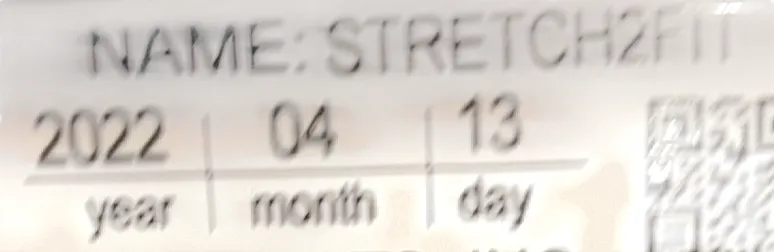 NAME: STRETCH2FIT
2022 04 13
year month day